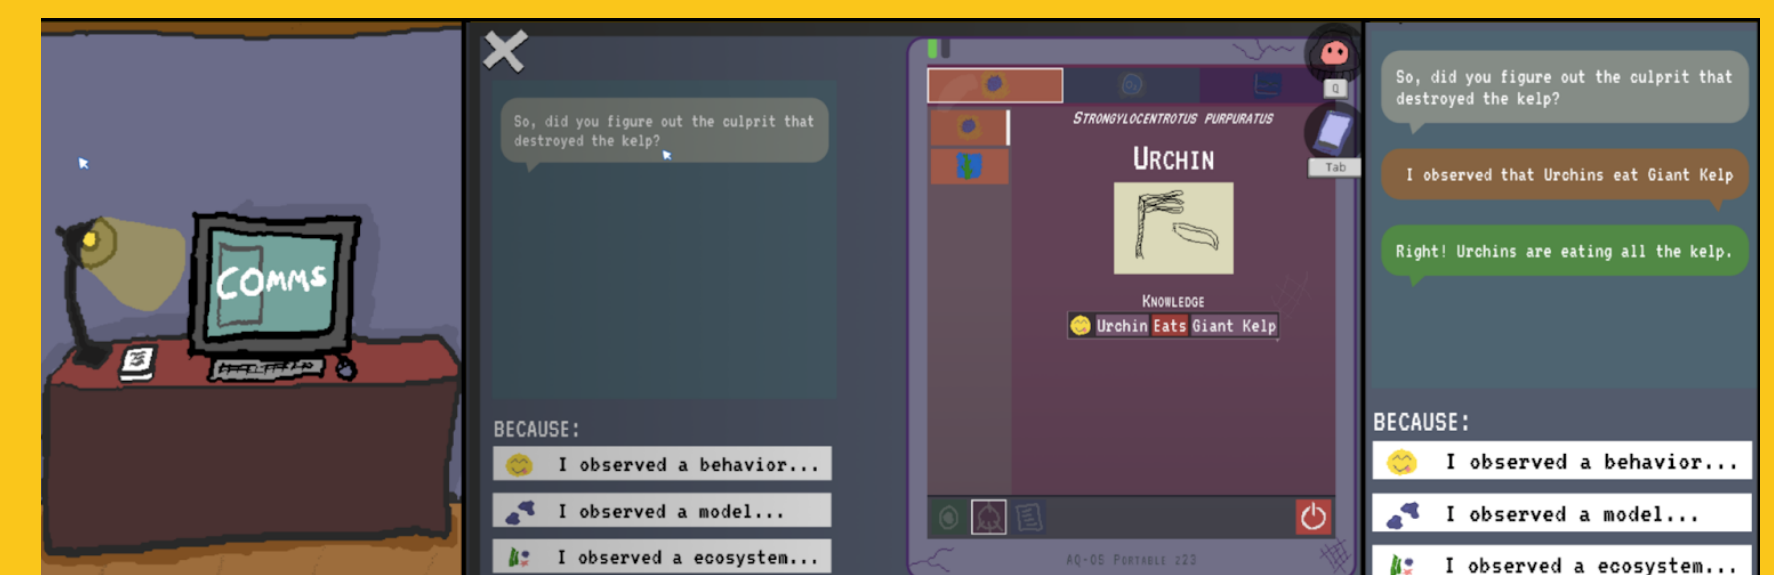 COMMS
So, did you figure out the culprit that
destroyed the kelp?
BECAUSE:
I observed a behavior...
I observed a model...
I observed a ecosystem...
STRONGYLOCENTROTUS PURPURATUS
URCHIN
KNOWLEDGE
Urchin Eats Giant Kelp
AQ-05 PORTABLE z23
Q
Tab
So, did you figure out the culprit that
destroyed the kelp?
I observed that Urchins eat Giant Kelp
Right! Urchins are eating all the kelp.
BECAUSE:
I observed a behavior...
I observed a model...
I observed a ecosystem...